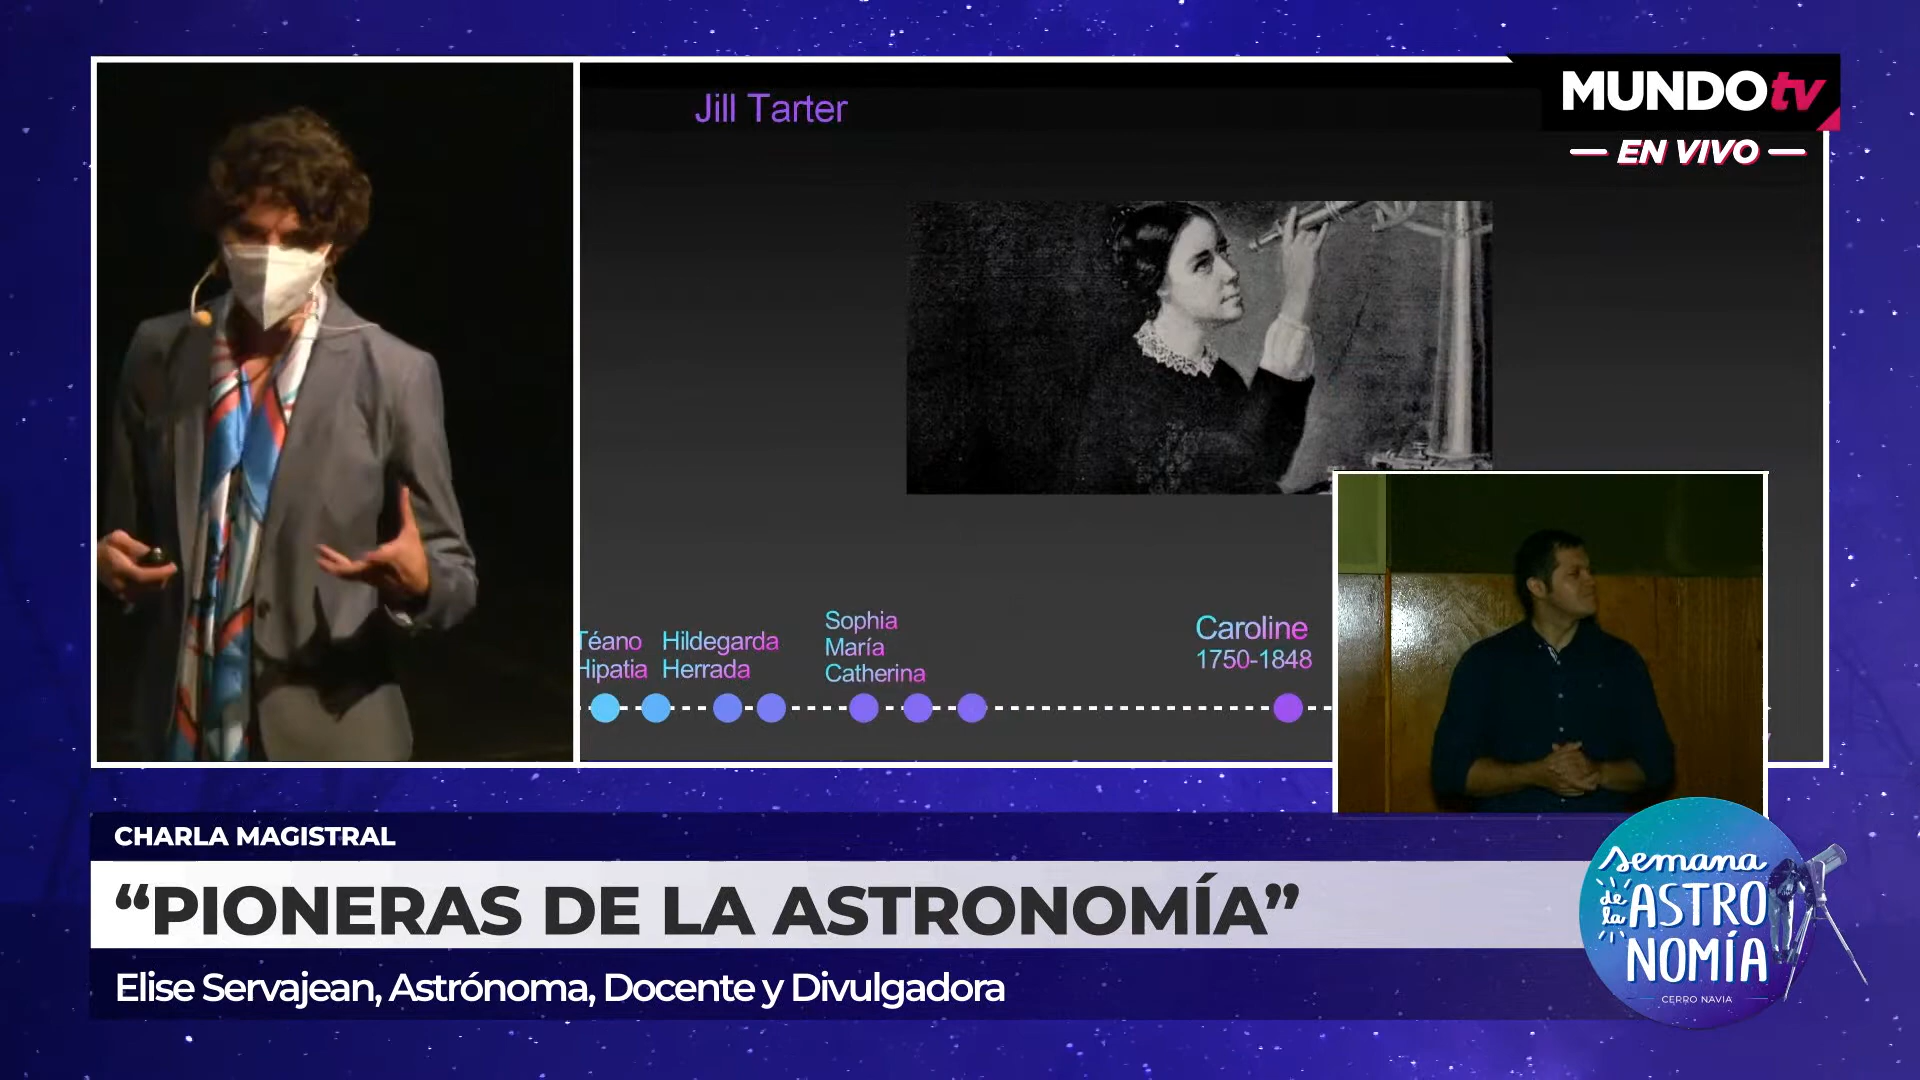 MUNDOtv
EN VIVO
Jill Tarter
Téano
Hipatia
Hildegarda
Herrada
Sophia
María
Catherina
Caroline
1750-1848
CHARLA MAGISTRAL
“PIONERAS DE LA ASTRONOMÍA”
Elise Servajean, Astrónoma, Docente y Divulgadora
Semana
de la
ASTRO
NOMÍA
CERRO NAVIA